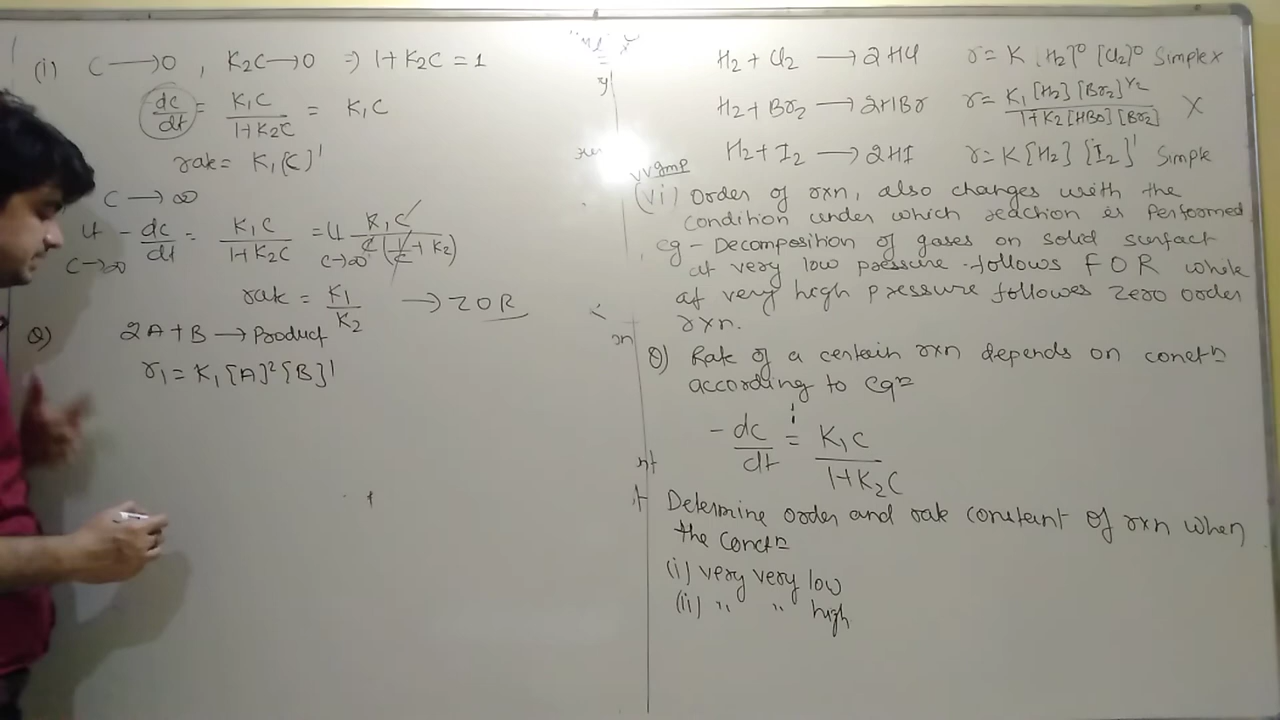 (i) C → 0 , K₂C → 0 ⇒ 1+K₂C = 1
dc/dt = K₁C/1+K₂C = K₁C
rate = K₁[C]¹
C → ∞
lt C→∞ -dc/dt = K₁C/1+K₂C = lt C→∞ K₁C/C(1/C + K₂)
rate = K₁/K₂ → ZOR
Q) 2A + B → Product
r₁ = K₁[A]²[B]¹
H₂ + Cl₂ → 2HCl r = K [H₂]⁰ [Cl₂]⁰ Simple x
H₂ + Br₂ → 2HBr r = K₁[H₂][Br₂]^1/2 / 1+K₂[HBr][Br₂] X
H₂ + I₂ → 2HI r = K[H₂][I₂]¹ Simple
VVgmp
(vi) Order of rxn, also changes with the
condition under which reaction is Performed
eg - Decomposition of gases on solid surfact
at very low pressure follows FOR while
at very high pressure followes zero order
rxn.
Q) Rate of a certain rxn depends on concⁿ
according to eqⁿ
-dc/dt = K₁C/1+K₂C
Determine order and rate constant of rxn when
the concⁿ
(i) very very low
(ii) " " high